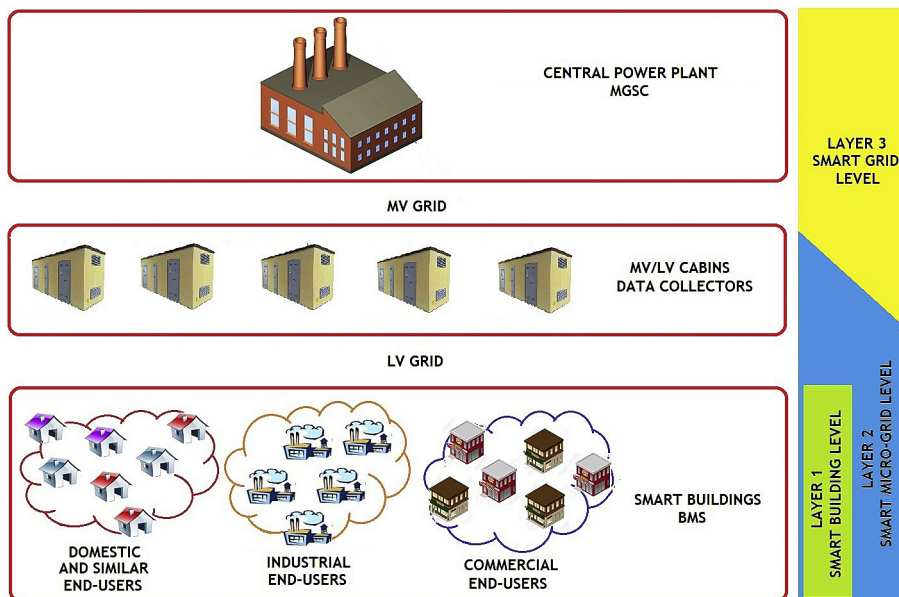 CENTRAL POWER PLANT
MGSC
LAYER 3
SMART GRID
LEVEL
MV GRID
MV/LV CABINS
DATA COLLECTORS
LV GRID
SMART BUILDINGS
BMS
DOMESTIC
AND SIMILAR
END-USERS
INDUSTRIAL
END-USERS
COMMERCIAL
END-USERS
LAYER 1
SMART BUILDING LEVEL
LAYER 2
SMART MICRO-GRID LEVEL